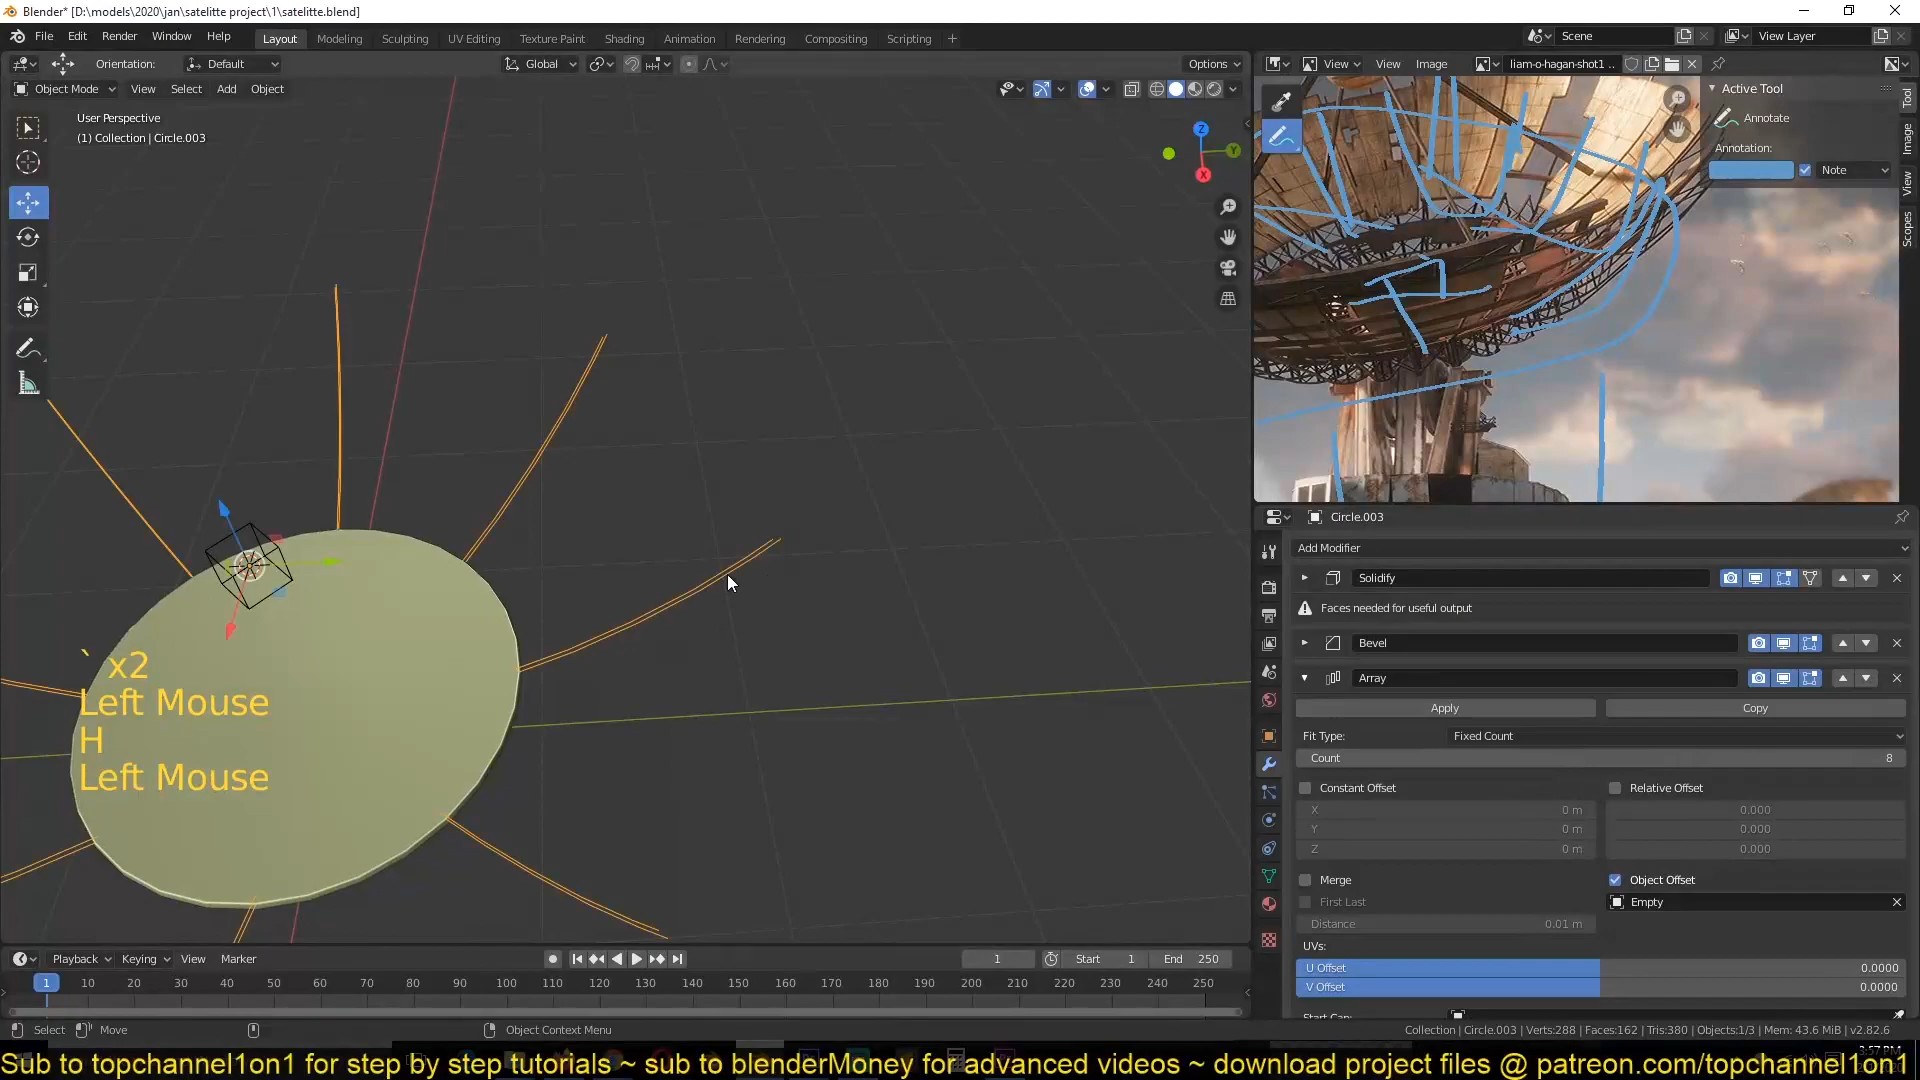 Blender* [D:\models\2020\jan\satelitte project\1\satelitte.blend]
File Edit Render Window Help
Layout Modeling Sculpting UV Editing Texture Paint Shading Animation Rendering Compositing Scripting +
Scene
View Layer
Orientation: Default
Global
Options
View View Image
liam-o-hagan-shot1 ..
Object Mode View Select Add Object
User Perspective
(1) Collection | Circle.003
Z
Y
X
Active Tool
Annotate
Annotation:
Note
Tool
Image
View
Scopes
` x2
Left Mouse
H
Left Mouse
Circle.003
Add Modifier
Solidify
Faces needed for useful output
Bevel
Array
Apply Copy
Fit Type: Fixed Count
Count 8
Constant Offset Relative Offset
X 0 m 0.000
Y 0 m 0.000
Z 0 m 0.000
Merge Object Offset
First Last Empty
Distance 0.01 m
UVs:
U Offset 0.0000
V Offset 0.0000
Playback Keying View Marker
1 Start 1 End 250
1 10 20 30 40 50 60 70 80 90 100 110 120 130 140 150 160 170 180 190 200 210 220 230 240 250
Select Move Object Context Menu
Collection | Circle.003 | Verts:288 | Faces:162 | Tris:380 | Objects:1/3 | Mem: 43.6 MiB | v2.82.6
Sub to topchannel1on1 for step by step tutorials ~ sub to blenderMoney for advanced videos ~ download project files @ patreon.com/topchannel1on1